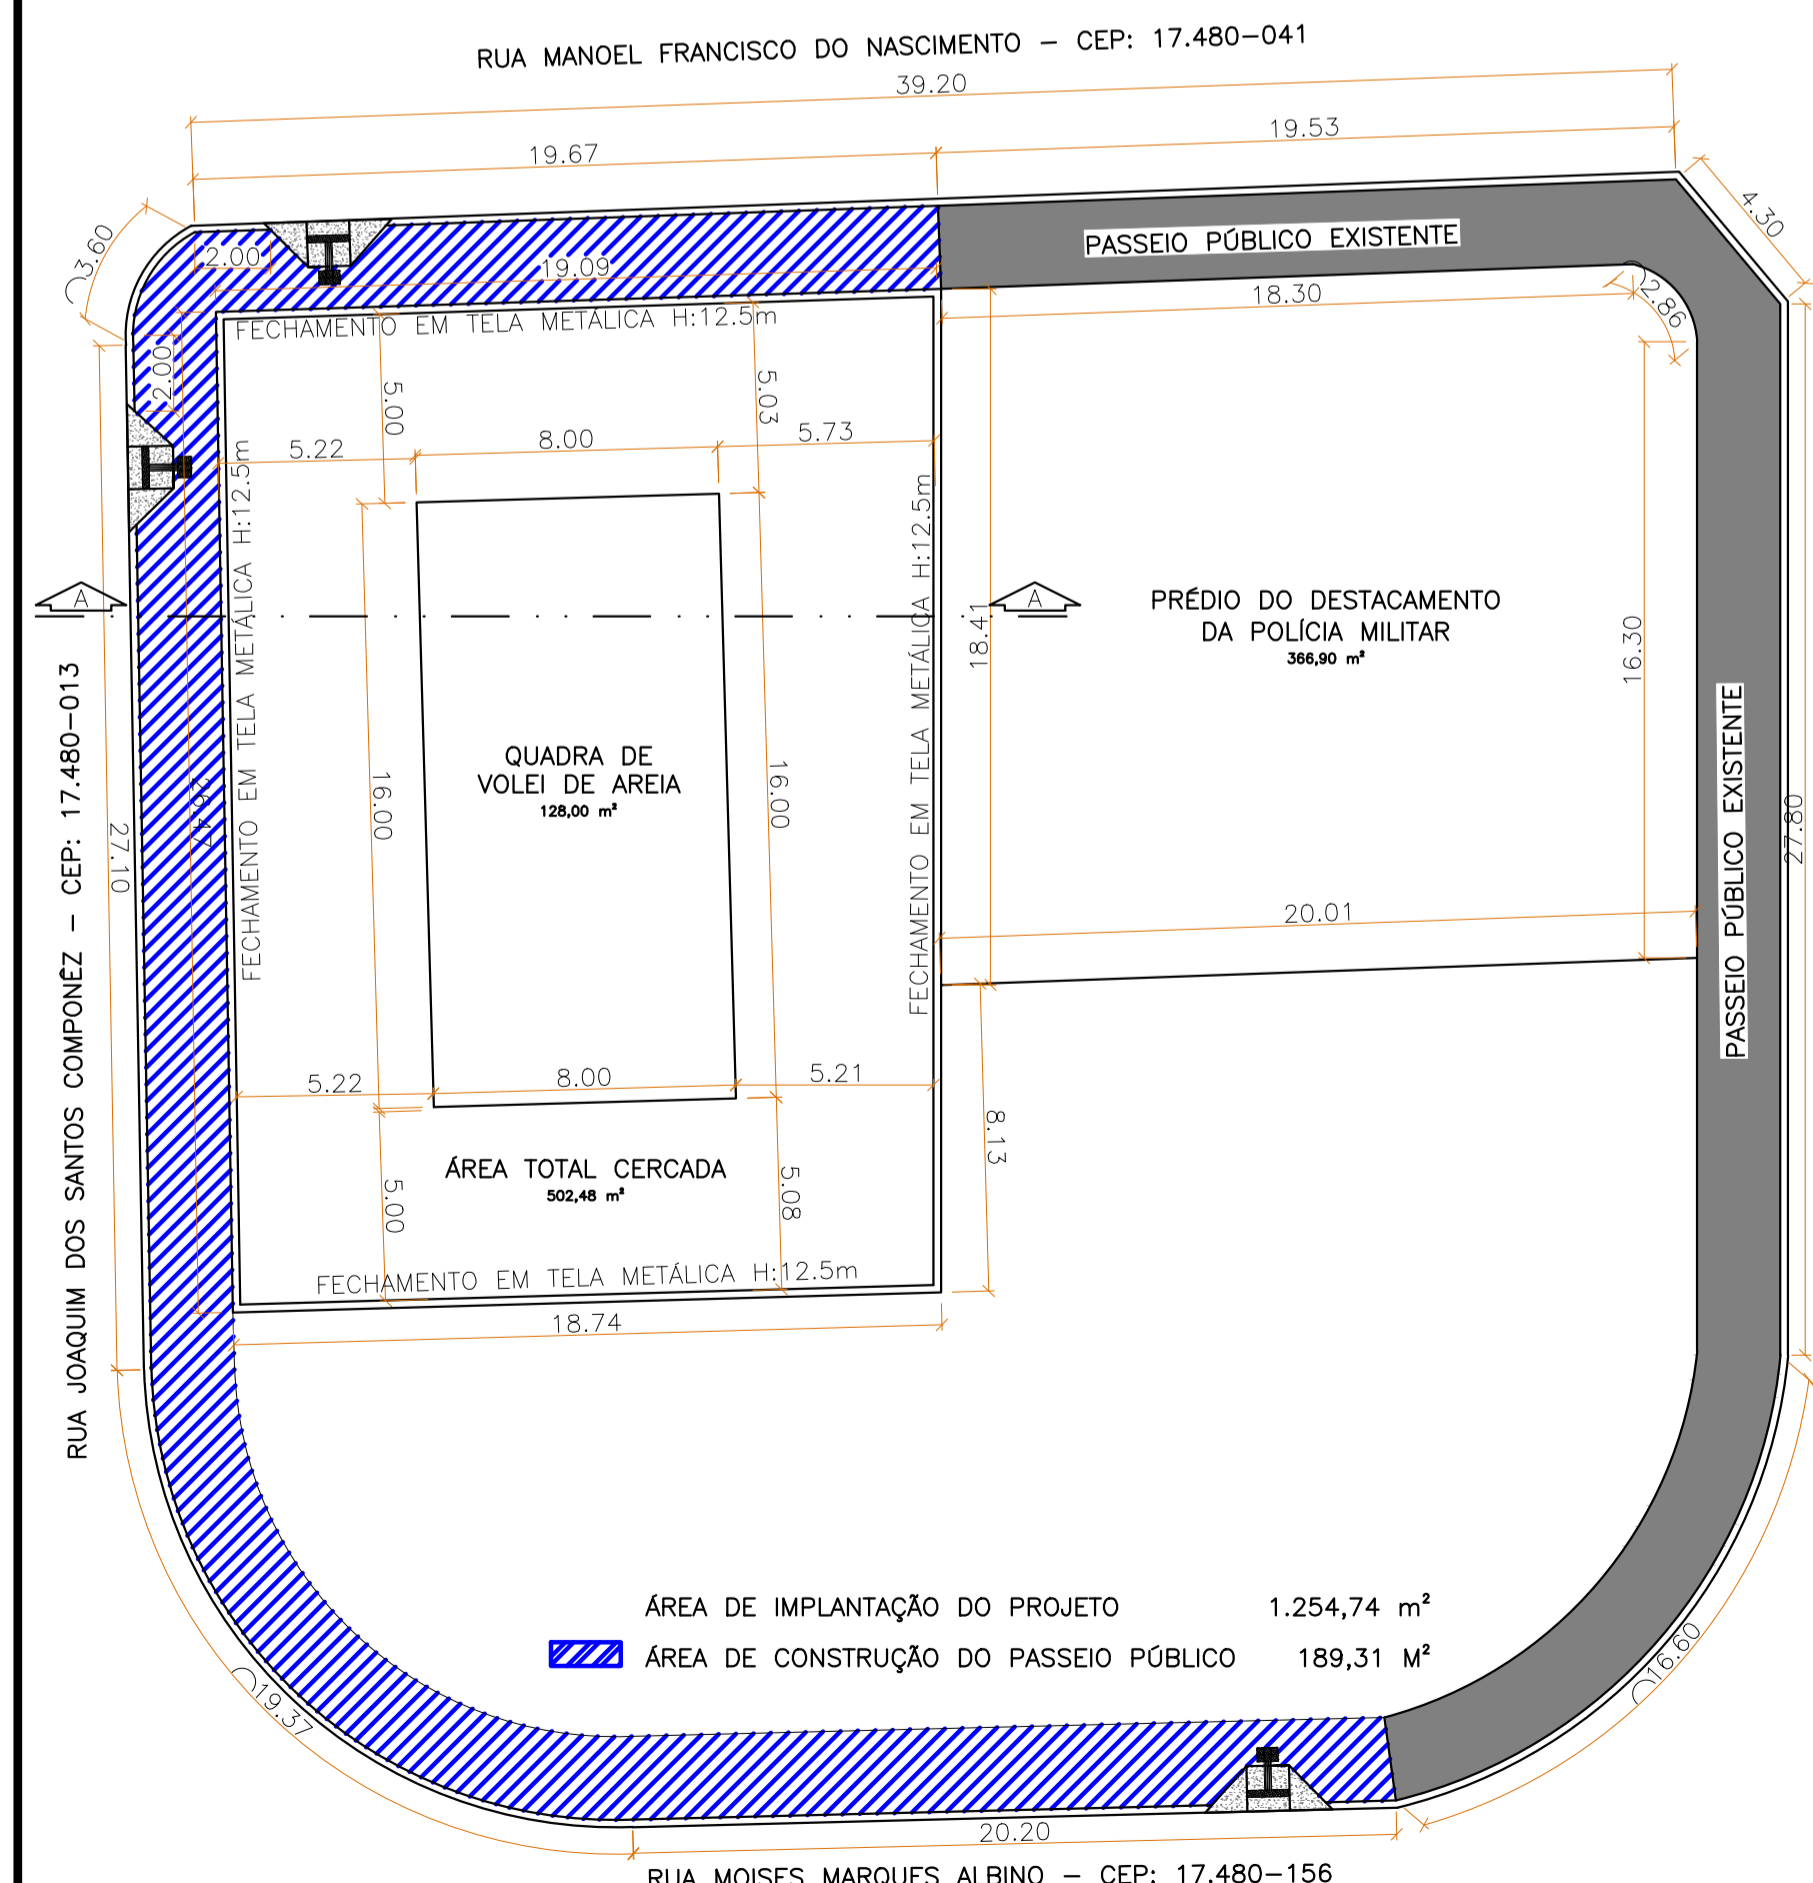 RUA MANOEL FRANCISCO DO NASCIMENTO – CEP: 17.480–041
39.20
19.67
19.53
4.30
3.60
2.00
19.09
PASSEIO PÚBLICO EXISTENTE
18.30
2.86
FECHAMENTO EM TELA METÁLICA H:12.5m
2.00
5.00
5.03
5.22
8.00
5.73
FECHAMENTO EM TELA METÁLICA H:12.5m
FECHAMENTO EM TELA METÁLICA H:12.5m
A
A
18.41
PRÉDIO DO DESTACAMENTO
DA POLÍCIA MILITAR
366,90 m²
16.30
PASSEIO PÚBLICO EXISTENTE
27.80
RUA JOAQUIM DOS SANTOS COMPONÊZ – CEP: 17.480–013
27.10
26.47
16.00
QUADRA DE
VOLEI DE AREIA
128,00 m²
16.00
20.01
5.22
8.00
5.21
8.13
ÁREA TOTAL CERCADA
502,48 m²
5.00
5.08
FECHAMENTO EM TELA METÁLICA H:12.5m
18.74
ÁREA DE IMPLANTAÇÃO DO PROJETO 1.254,74 m²
ÁREA DE CONSTRUÇÃO DO PASSEIO PÚBLICO 189,31 M²
19.37
16.60
20.20
RUA MOISES MARQUES ALBINO – CEP: 17.480–156